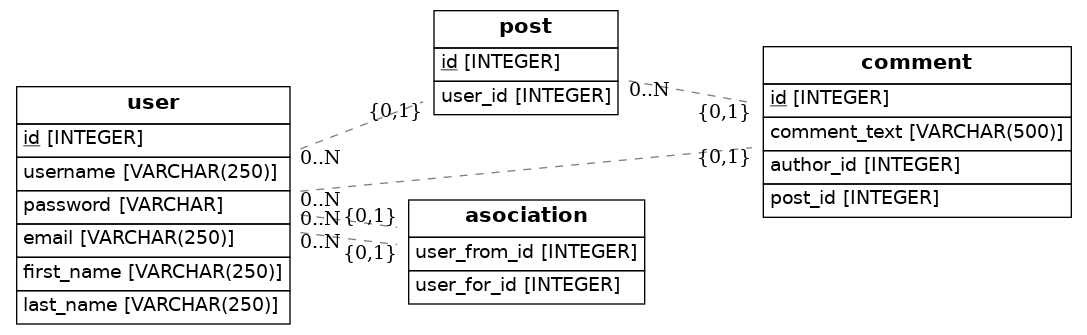 post
id [INTEGER]
user_id [INTEGER]
comment
id [INTEGER]
comment_text [VARCHAR(500)]
author_id [INTEGER]
post_id [INTEGER]
user
id [INTEGER]
username [VARCHAR(250)]
password [VARCHAR]
email [VARCHAR(250)]
first_name [VARCHAR(250)]
last_name [VARCHAR(250)]
asociation
user_from_id [INTEGER]
user_for_id [INTEGER]
{0,1}
0..N
0..N
{0,1}
{0,1}
0..N
0..N
{0,1}
0..N
{0,1}